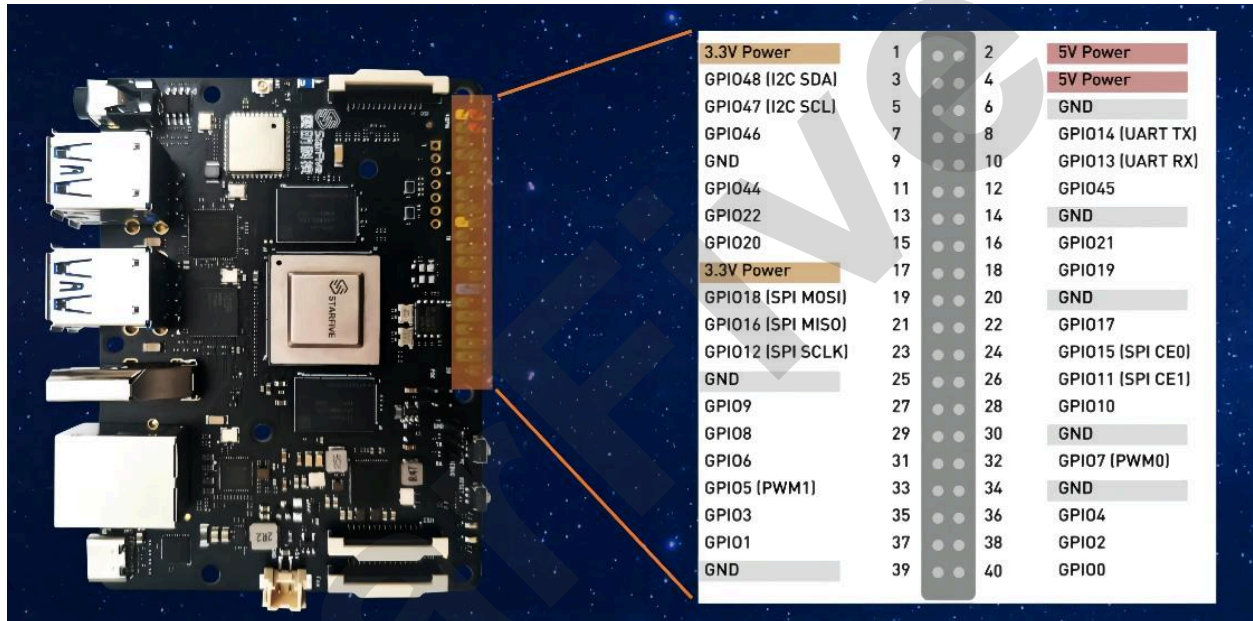 StarFive
STARFIVE
2R2
R47
3.3V Power 1 2 5V Power
GPIO48 (I2C SDA) 3 4 5V Power
GPIO47 (I2C SCL) 5 6 GND
GPIO46 7 8 GPIO14 (UART TX)
GND 9 10 GPIO13 (UART RX)
GPIO44 11 12 GPIO45
GPIO22 13 14 GND
GPIO20 15 16 GPIO21
3.3V Power 17 18 GPIO19
GPIO18 (SPI MOSI) 19 20 GND
GPIO16 (SPI MISO) 21 22 GPIO17
GPIO12 (SPI SCLK) 23 24 GPIO15 (SPI CE0)
GND 25 26 GPIO11 (SPI CE1)
GPIO9 27 28 GPIO10
GPIO8 29 30 GND
GPIO6 31 32 GPIO7 (PWM0)
GPIO5 (PWM1) 33 34 GND
GPIO3 35 36 GPIO4
GPIO1 37 38 GPIO2
GND 39 40 GPIO0